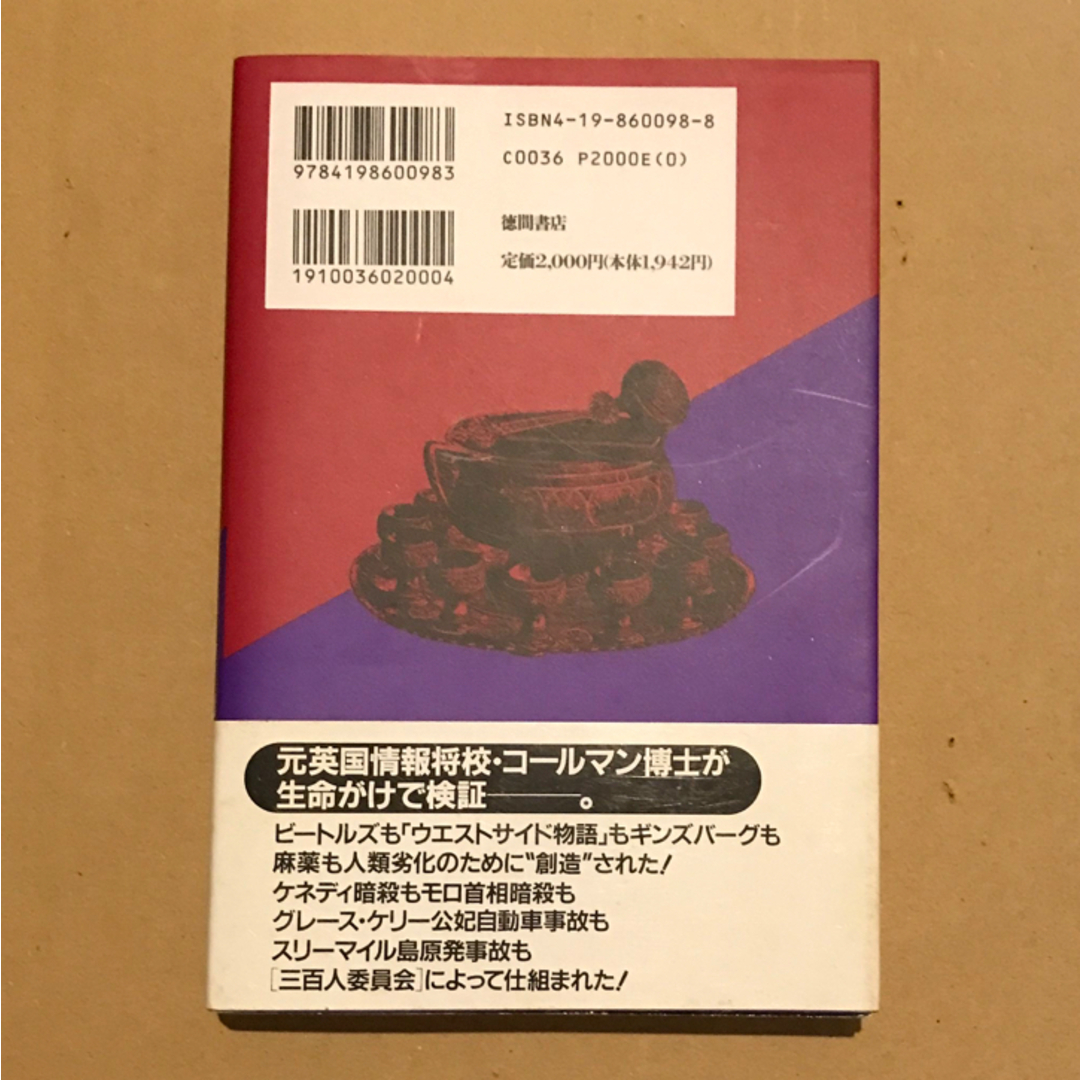 ISBN4-19-860098-8
C0036 P2000E(0)
9784198600983
徳間書店
定価2,000円(本体1,942円)
1910036020004
元英国情報将校・コールマン博士が
生命がけで検証———。
ビートルズも「ウエストサイド物語」もギンズバーグも
麻薬も人類劣化のために“創造”された!
ケネディ暗殺もモロ首相暗殺も
グレース・ケリー公妃自動車事故も
スリーマイル島原発事故も
[三百人委員会]によって仕組まれた!